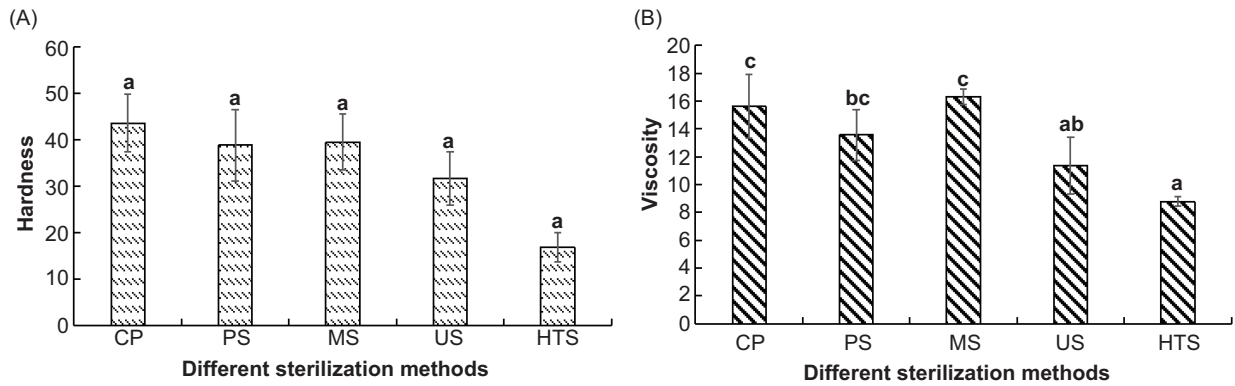 (A)
60
50
40
30
20
10
0
Hardness
a
a
a
a
a
CP PS MS US HTS
Different sterilization methods
(B)
20
18
16
14
12
10
8
6
4
2
0
Viscosity
c
bc
c
ab
a
CP PS MS US HTS
Different sterilization methods